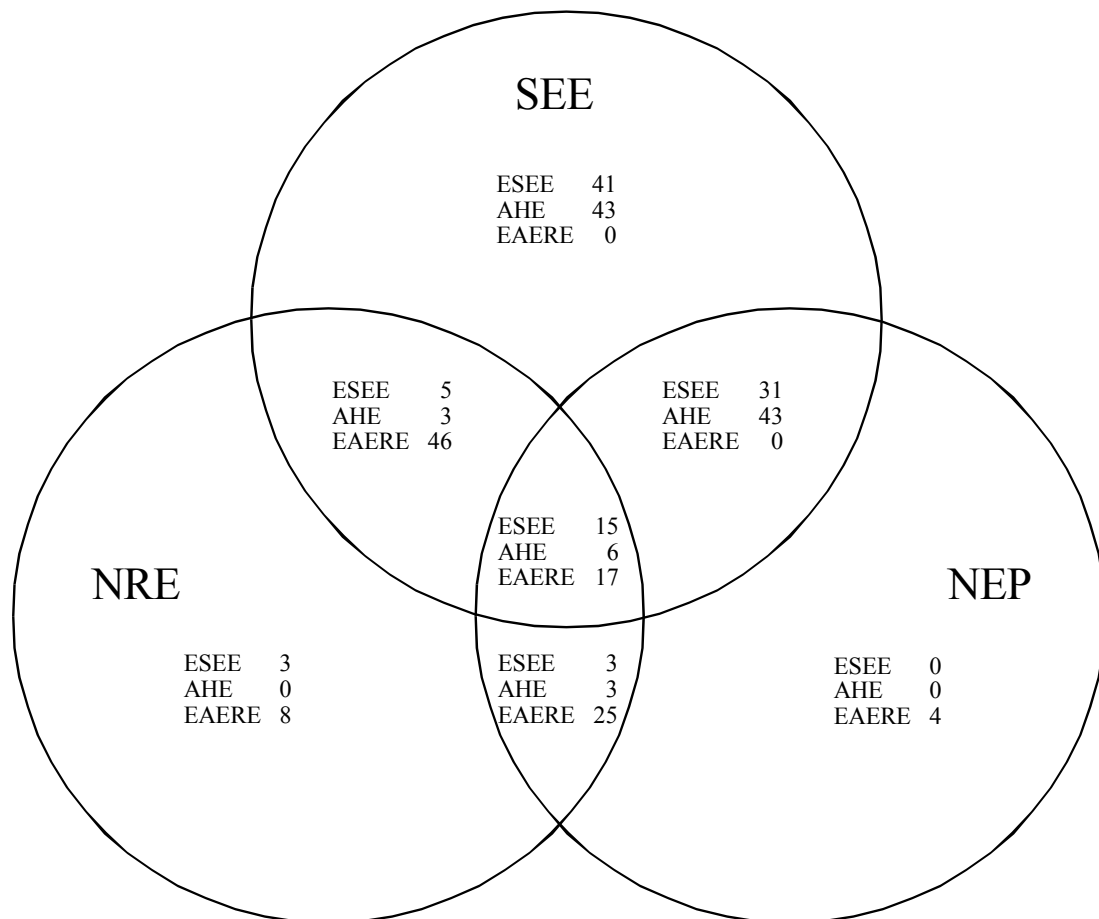 SEE
ESEE 41
AHE 43
EAERE 0
ESEE 5
AHE 3
EAERE 46
ESEE 31
AHE 43
EAERE 0
ESEE 15
AHE 6
EAERE 17
NRE
NEP
ESEE 3
AHE 0
EAERE 8
ESEE 3
AHE 3
EAERE 25
ESEE 0
AHE 0
EAERE 4